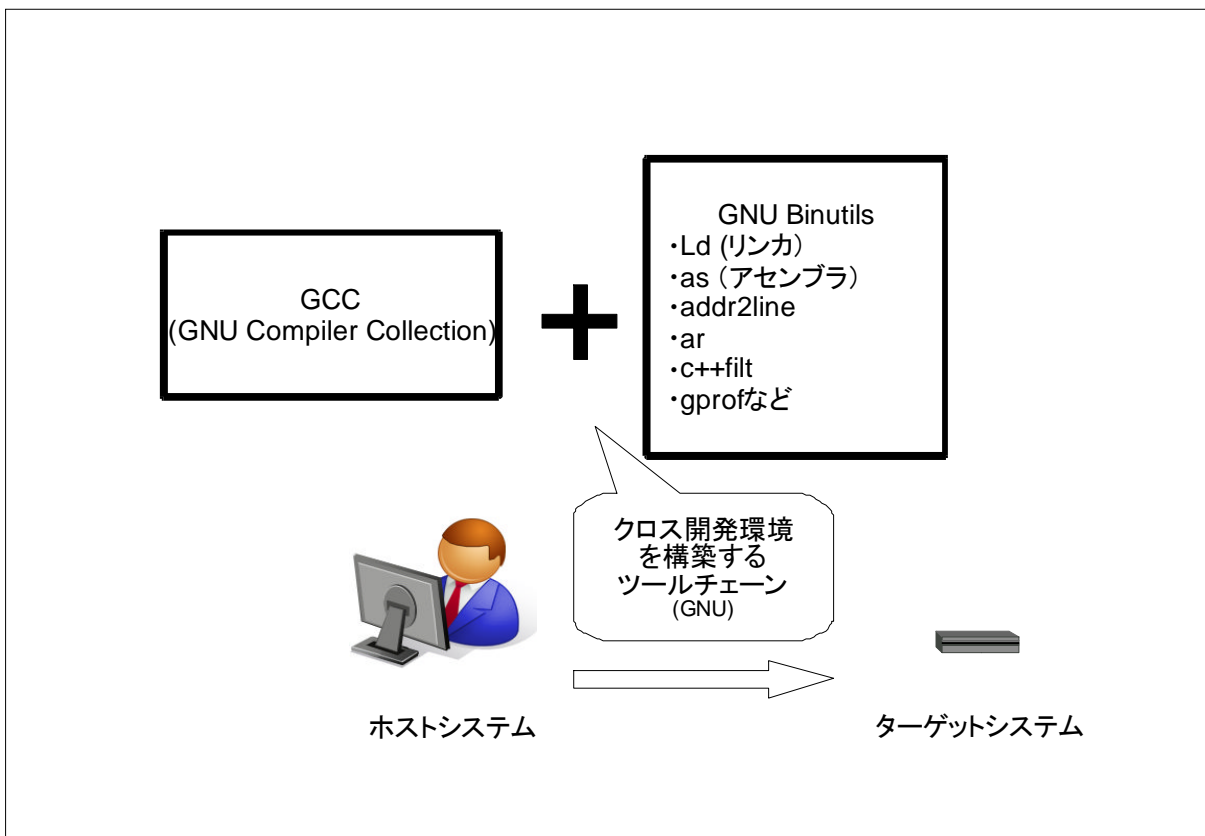 GCC
(GNU Compiler Collection)
GNU Binutils
・Ld (リンカ)
・as (アセンブラ)
・addr2line
・ar
・c++filt
・gprofなど
クロス開発環境
を構築する
ツールチェーン
(GNU)
ホストシステム
ターゲットシステム